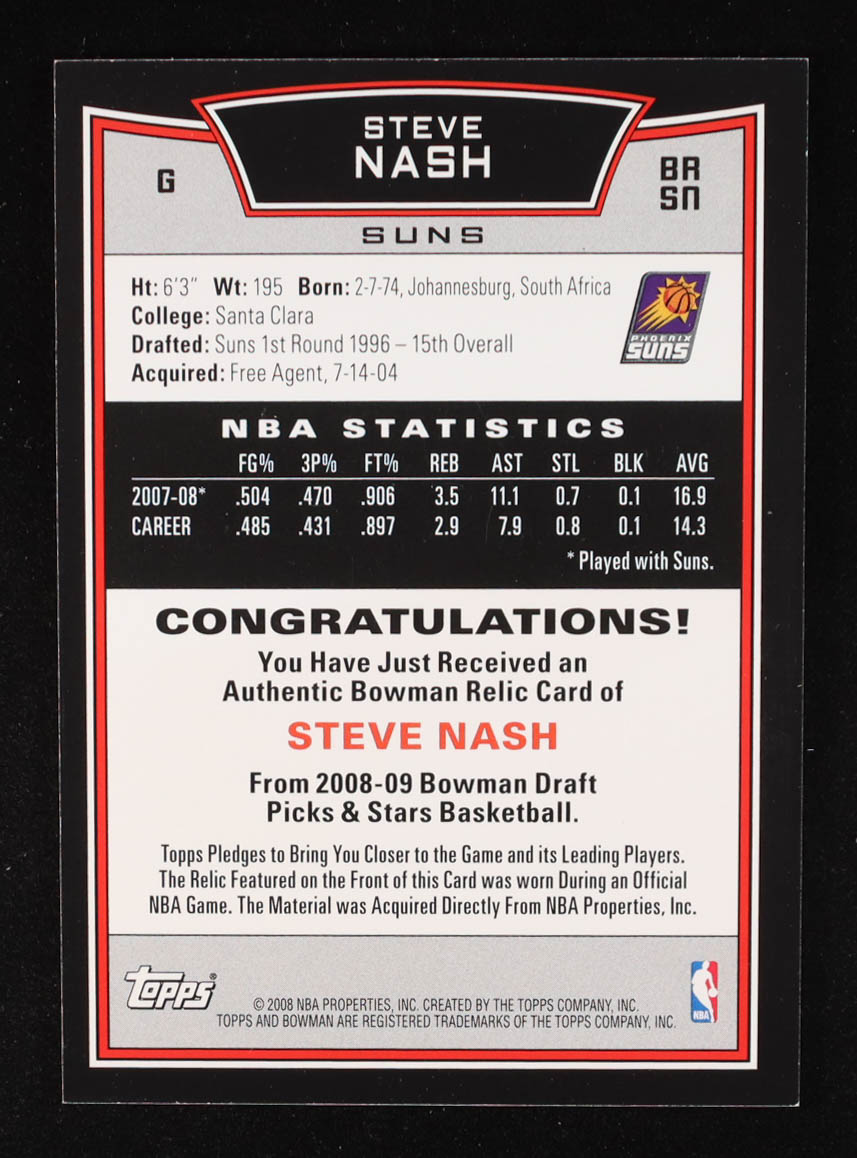 STEVE
NASH
G
BR
SN
SUNS
Ht: 6'3" Wt: 195 Born: 2-7-74, Johannesburg, South Africa
College: Santa Clara
Drafted: Suns 1st Round 1996 – 15th Overall
Acquired: Free Agent, 7-14-04
PHOENIX
SUNS
NBA STATISTICS
FG% 3P% FT% REB AST STL BLK AVG
2007-08* .504 .470 .906 3.5 11.1 0.7 0.1 16.9
CAREER .485 .431 .897 2.9 7.9 0.8 0.1 14.3
* Played with Suns.
CONGRATULATIONS!
You Have Just Received an
Authentic Bowman Relic Card of
STEVE NASH
From 2008-09 Bowman Draft
Picks & Stars Basketball.
Topps Pledges to Bring You Closer to the Game and its Leading Players.
The Relic Featured on the Front of this Card was worn During an Official
NBA Game. The Material was Acquired Directly From NBA Properties, Inc.
Topps®
© 2008 NBA PROPERTIES, INC. CREATED BY THE TOPPS COMPANY, INC.
TOPPS AND BOWMAN ARE REGISTERED TRADEMARKS OF THE TOPPS COMPANY, INC.
NBA